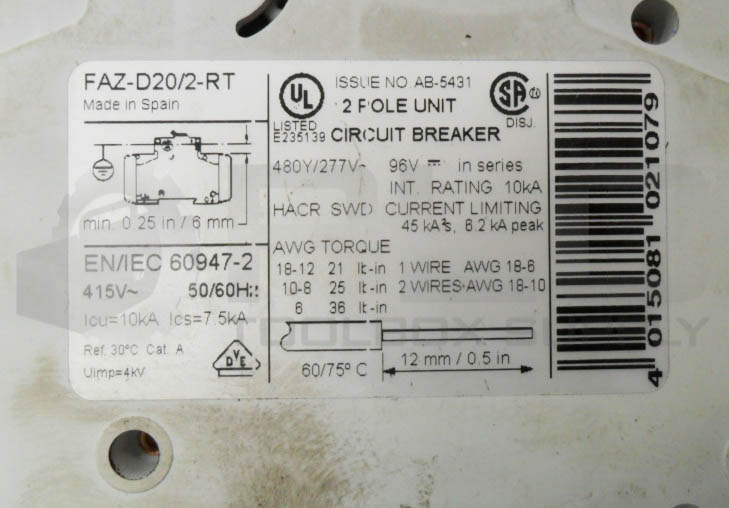 FAZ-D20/2-RT
Made in Spain
min. 0.25 in / 6 mm
EN/IEC 60947-2
415V~ 50/60Hz
Icu=10kA Ics=7.5kA
Ref. 30°C Cat. A
Uimp=4kV
DVE
UL
LISTED
E235139
ISSUE NO. AB-5431
2 POLE UNIT
CIRCUIT BREAKER
SA
DISJ.
480Y/277V~ 96V in series
INT. RATING 10kA
HACR SWD CURRENT LIMITING
45 kA²s, 6.2 kA peak
AWG TORQUE
18-12 21 lb-in 1 WIRE AWG 18-6
10-8 25 lb-in 2 WIRES AWG 18-10
6 36 lb-in
60/75° C
12 mm / 0.5 in
4 015081 021079
TOOLBOX SUPPLY